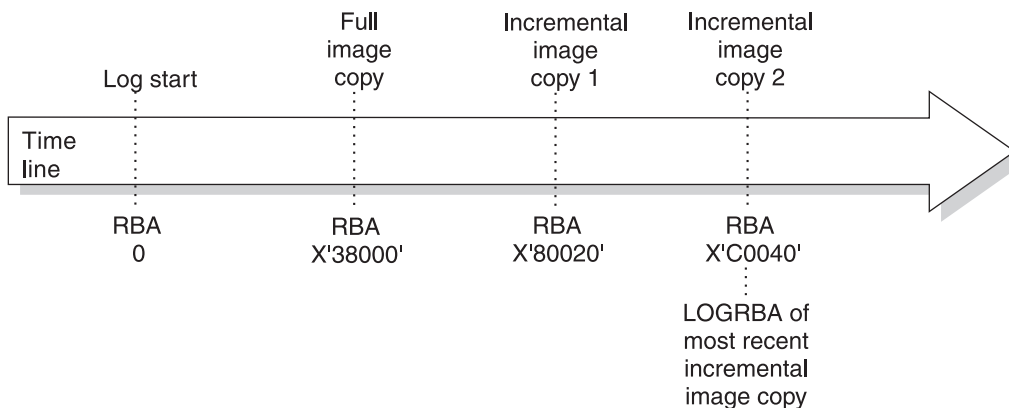 Full
image
copy
Incremental
image
copy 1
Incremental
image
copy 2
Log start
Time
line
RBA
0
RBA
X'38000'
RBA
X'80020'
RBA
X'C0040'
LOGRBA of
most recent
incremental
image copy